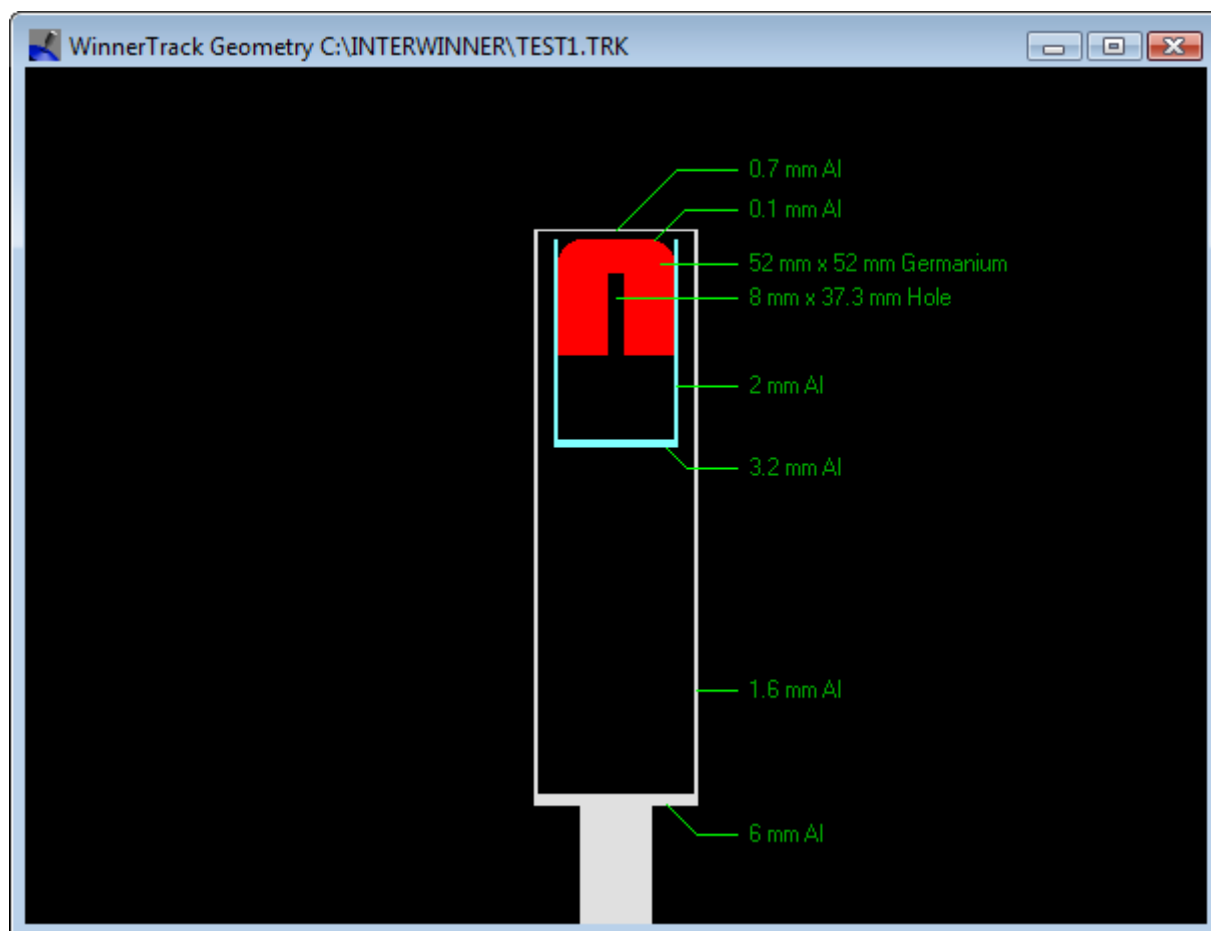 WinnerTrack Geometry C:\INTERWINNER\TEST1.TRK
0.7 mm Al
0.1 mm Al
52 mm x 52 mm Germanium
8 mm x 37.3 mm Hole
2 mm Al
3.2 mm Al
1.6 mm Al
6 mm Al